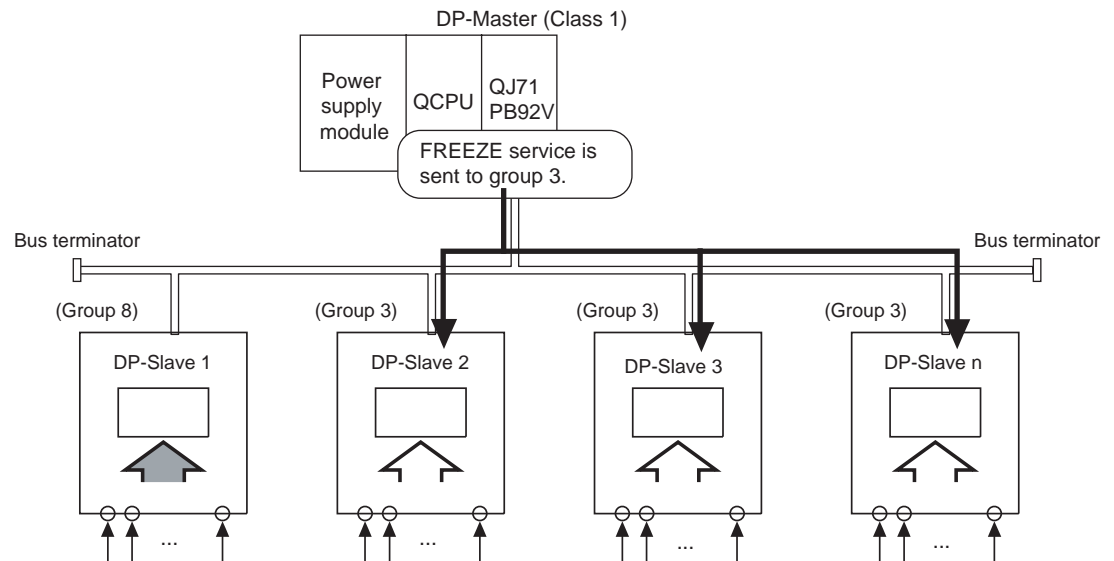 DP-Master (Class 1)
Power
supply
module
QCPU
QJ71
PB92V
FREEZE service is
sent to group 3.
Bus terminator
Bus terminator
(Group 8)
(Group 3)
(Group 3)
(Group 3)
DP-Slave 1
DP-Slave 2
DP-Slave 3
DP-Slave n
...
...
...
...